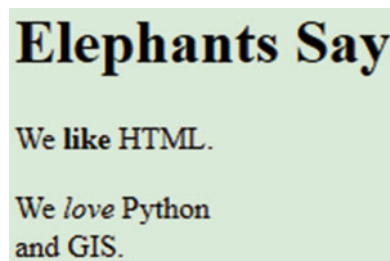 Elephants Say
We like HTML.
We love Python
and GIS.